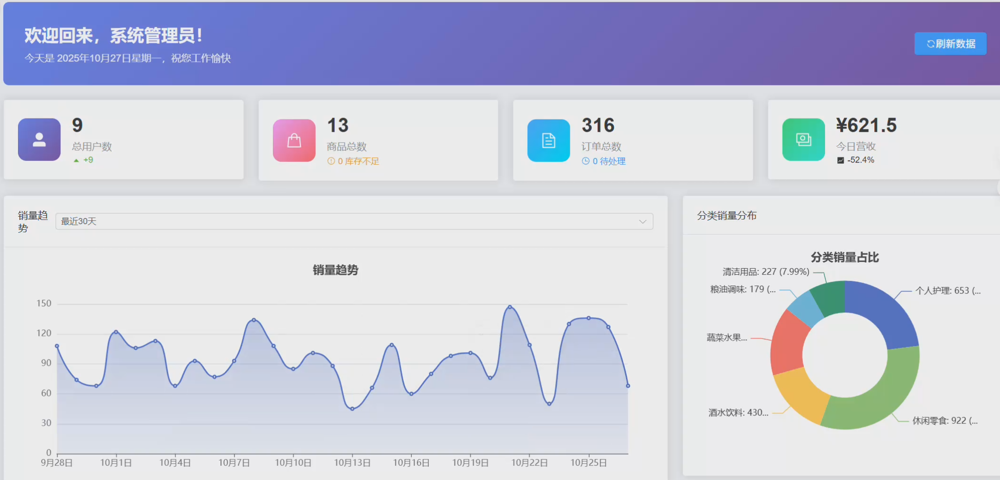 欢迎回来，系统管理员！
今天是 2025年10月27日星期一，祝您工作愉快
刷新数据
9
总用户数
+9
13
商品总数
0 库存不足
316
订单总数
0 待处理
¥621.5
今日营收
-52.4%
销量趋势
最近30天
销量趋势
150
120
90
60
30
0
9月28日
10月1日
10月4日
10月7日
10月10日
10月13日
10月16日
10月19日
10月22日
10月25日
分类销量分布
分类销量占比
清洁用品: 227 (7.99%)
粮油调味: 179 (...
个人护理: 653 (...
蔬菜水果...
酒水饮料: 430...
休闲零食: 922 (...